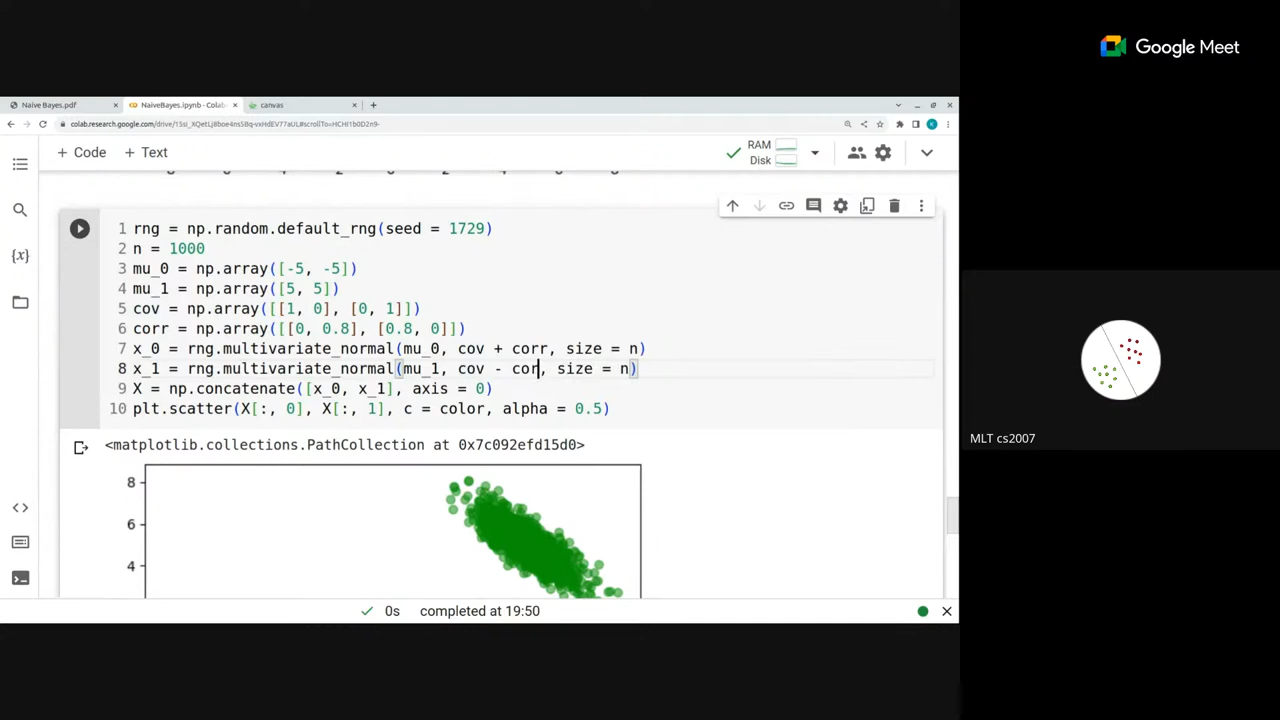 Google Meet
Naive Bayes.pdf
NaiveBayes.ipynb - Colab
canvas
+ Code + Text
RAM
Disk
1 rng = np.random.default_rng(seed = 1729)
2 n = 1000
3 mu_0 = np.array([-5, -5])
4 mu_1 = np.array([5, 5])
5 cov = np.array([[1, 0], [0, 1]])
6 corr = np.array([[0, 0.8], [0.8, 0]])
7 x_0 = rng.multivariate_normal(mu_0, cov + corr, size = n)
8 x_1 = rng.multivariate_normal(mu_1, cov - cor, size = n)
9 X = np.concatenate([x_0, x_1], axis = 0)
10 plt.scatter(X[:, 0], X[:, 1], c = color, alpha = 0.5)
<matplotlib.collections.PathCollection at 0x7c092efd15d0>
8
6
4
MLT cs2007
0s completed at 19:50